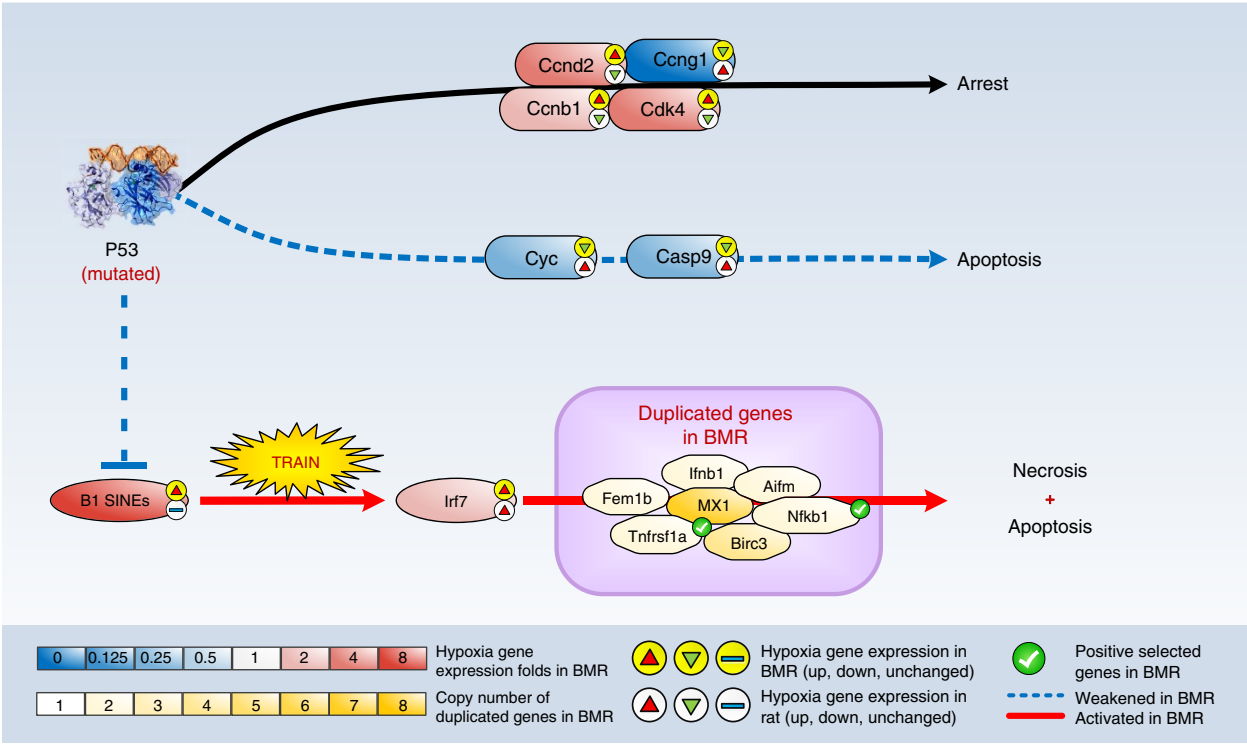 Ccnd2
Ccng1
Ccnb1
Cdk4
Arrest
P53
(mutated)
Cyc
Casp9
Apoptosis
Duplicated genes
in BMR
B1 SINEs
TRAIN
Irf7
Ifnb1
Aifm
Fem1b
MX1
Nfkb1
Tnfrsf1a
Birc3
Necrosis
+
Apoptosis
0 0.125 0.25 0.5 1 2 4 8
Hypoxia gene
expression folds in BMR
1 2 3 4 5 6 7 8
Copy number of
duplicated genes in BMR
Hypoxia gene expression in
BMR (up, down, unchanged)
Hypoxia gene expression in
rat (up, down, unchanged)
Positive selected
genes in BMR
Weakened in BMR
Activated in BMR